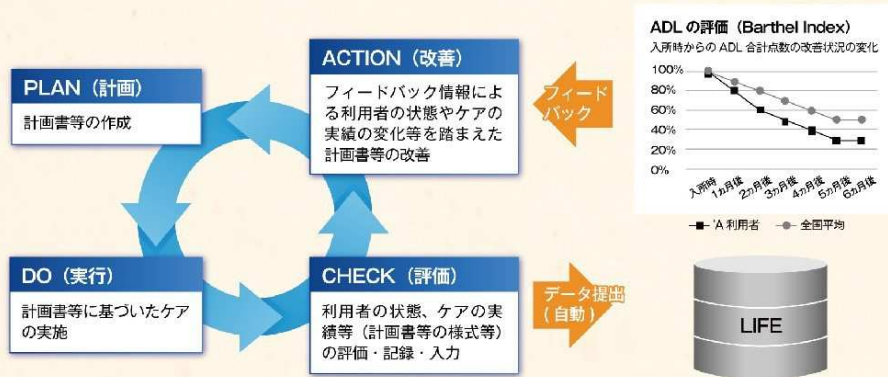 PLAN（計画）
計画書等の作成
ACTION（改善）
フィードバック情報による
利用者の状態やケアの
実績の変化等を踏まえた
計画書等の改善
フィード
バック
DO（実行）
計画書等に基づいたケア
の実施
CHECK（評価）
利用者の状態、ケアの実
績等（計画書等の様式等）
の評価・記録・入力
データ提出
(自動)
ADLの評価（Barthel Index）
入所時からの ADL 合計点数の改善状況の変化
100%
80%
60%
40%
20%
0%
入所時
1ヵ月後
2ヵ月後
3ヵ月後
4ヵ月後
5ヵ月後
6ヵ月後
'A 利用者
全国平均
LIFE